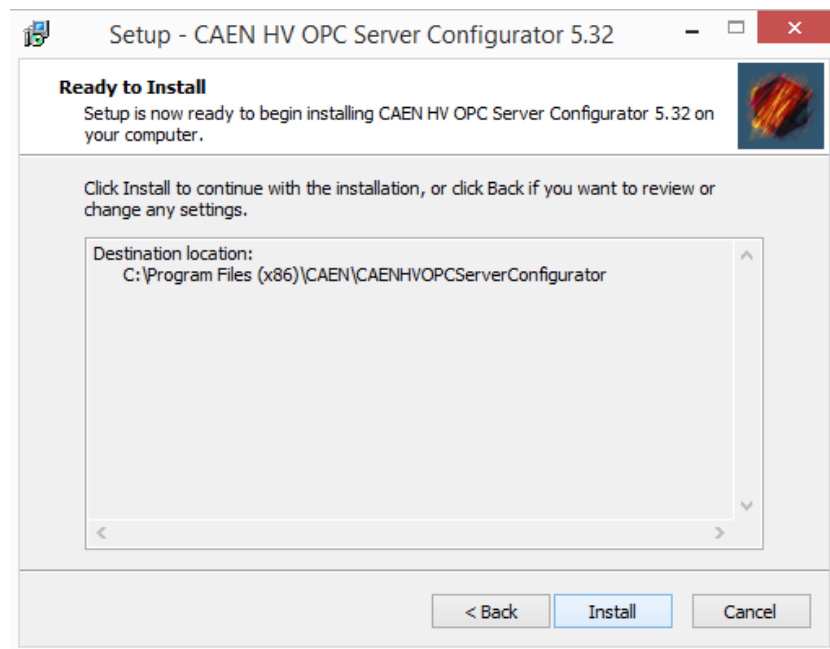 Setup - CAEN HV OPC Server Configurator 5.32
Ready to Install
Setup is now ready to begin installing CAEN HV OPC Server Configurator 5.32 on
your computer.
Click Install to continue with the installation, or click Back if you want to review or
change any settings.
Destination location:
C:\Program Files (x86)\CAEN\CAENHVOPCServerConfigurator
< Back
Install
Cancel